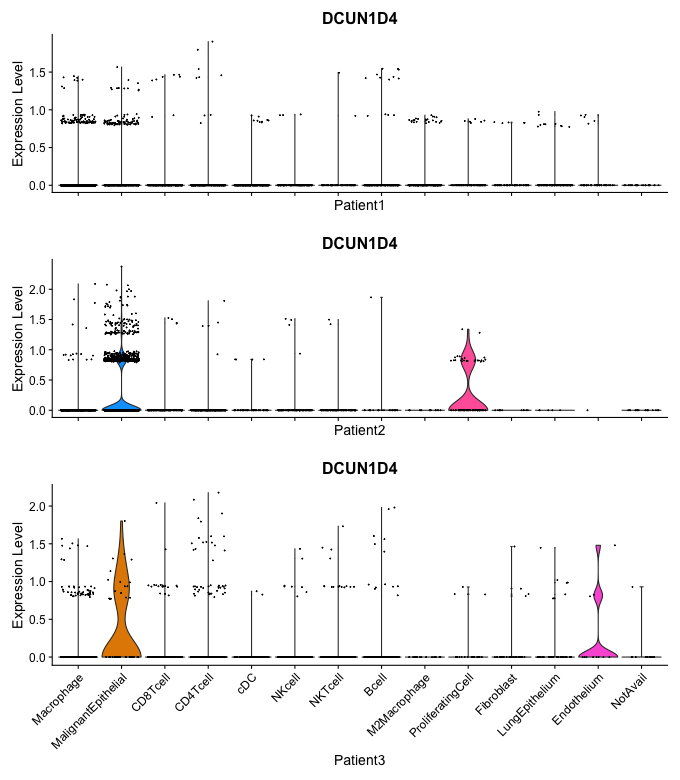 DCUN1D4
Expression Level
1.5
1.0
0.5
0.0
Patient1
DCUN1D4
Expression Level
2.0
1.5
1.0
0.5
0.0
Patient2
DCUN1D4
Expression Level
2.0
1.5
1.0
0.5
0.0
Macrophage
MalignantEpithelial
CD8Tcell
CD4Tcell
cDC
NKcell
NKTcell
Bcell
M2Macrophage
ProliferatingCell
Fibroblast
LungEpithelium
Endothelium
NotAvail
Patient3